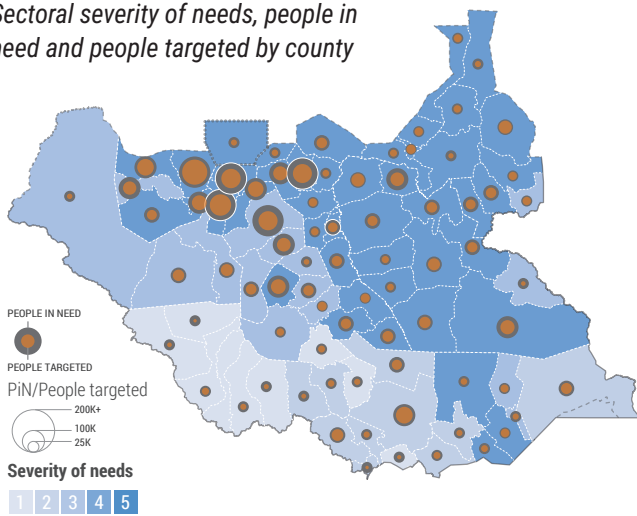 Sectoral severity of needs, people in
need and people targeted by county
PEOPLE IN NEED
PEOPLE TARGETED
PiN/People targeted
200K+
100K
25K
Severity of needs
1 2 3 4 5